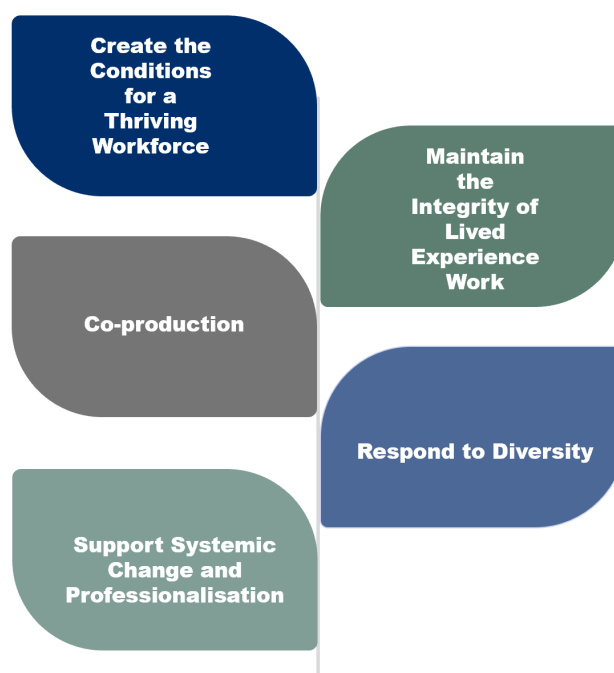 Create the
Conditions
for a
Thriving
Workforce
Maintain
the
Integrity of
Lived
Experience
Work
Co-production
Respond to Diversity
Support Systemic
Change and
Professionalisation